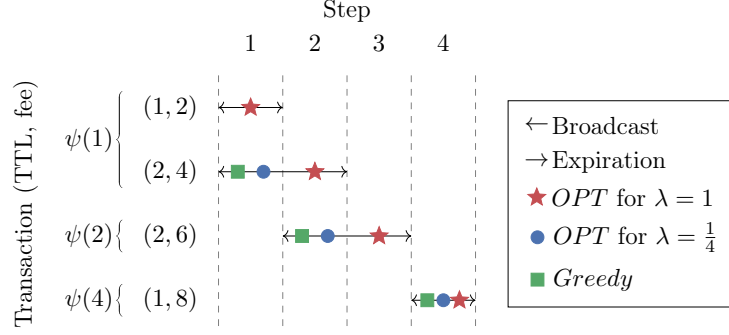 Step
1 2 3 4
Transaction (TTL, fee)
ψ(1) { (1, 2)
(2, 4)
ψ(2) { (2, 6)
ψ(4) { (1, 8)
← Broadcast
→ Expiration
OPT for λ = 1
OPT for λ = 1/4
Greedy